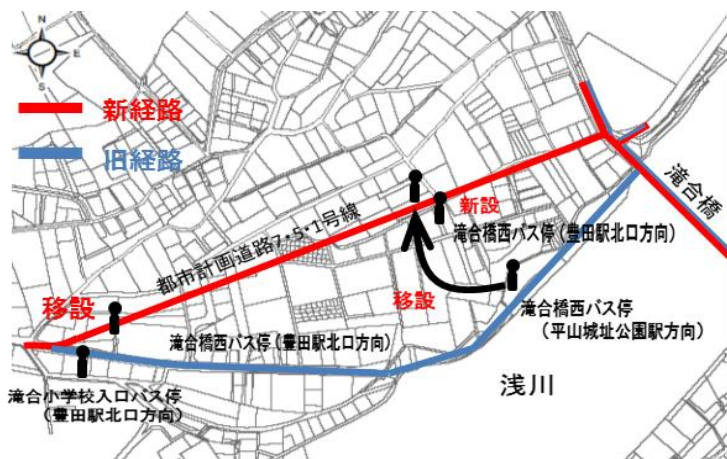 N
E
S
新経路
旧経路
滝合橋
新設
滝合橋西バス停（豊田駅北口方向）
都市計画道路7・5・1号線
移設
移設
滝合橋西バス停（豊田駅北口方向）
滝合橋西バス停
（平山城址公園駅方向）
滝合小学校入口バス停
（豊田駅北口方向）
浅川